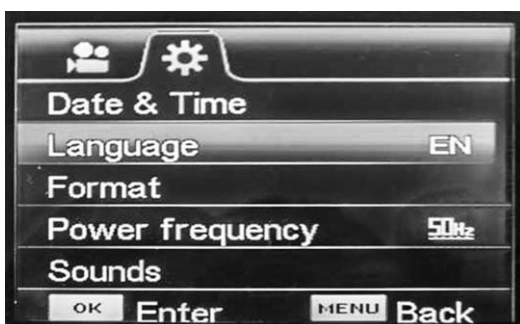 Date & Time
Language EN
Format
Power frequency 50Hz
Sounds
OK Enter MENU Back